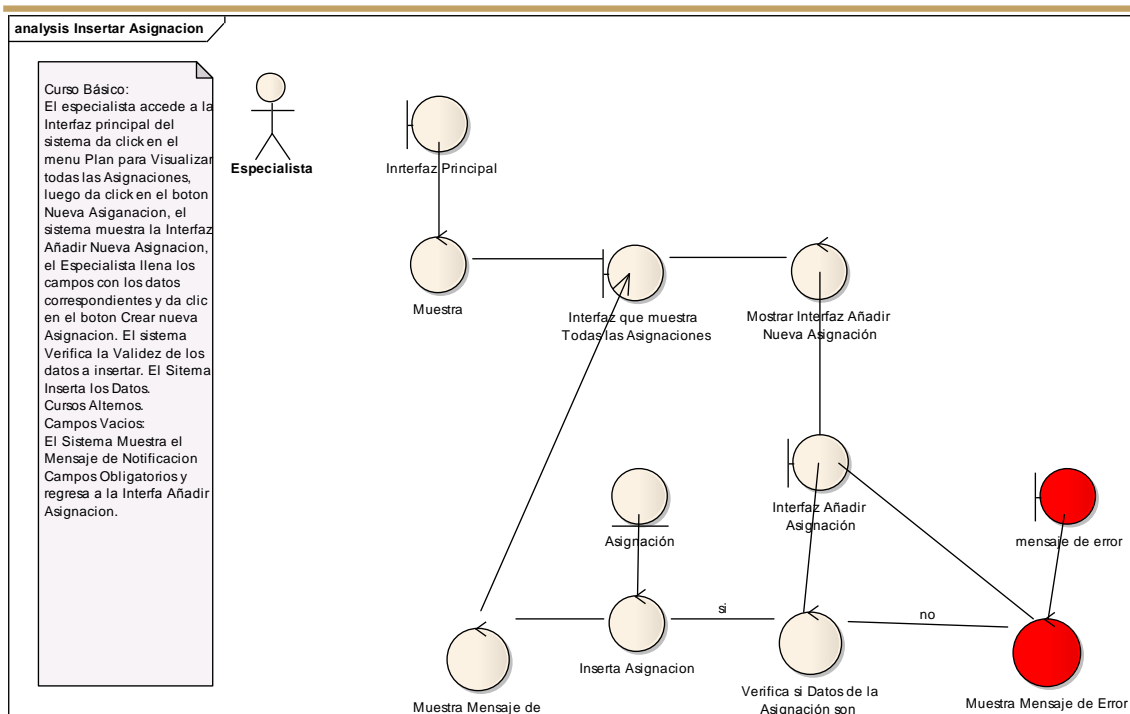 analysis Insertar Asignacion
Curso Básico:
El especialista accede a la
Interfaz principal del
sistema da click en el
menu Plan para Visualizar
todas las Asignaciones,
luego da click en el boton
Nueva Asiganacion, el
sistema muestra la Interfaz
Añadir Nueva Asignacion,
el Especialista llena los
campos con los datos
correspondientes y da clic
en el boton Crear nueva
Asignacion. El sistema
Verifica la Validez de los
datos a insertar. El Sitema
Inserta los Datos.
Cursos Alternos.
Campos Vacios:
El Sistema Muestra el
Mensaje de Notificacion
Campos Obligatorios y
regresa a la Interfa Añadir
Asignacion.
Especialista
Inrterfaz Principal
Muestra
Interfaz que muestra
Todas las Asignaciones
Mostrar Interfaz Añadir
Nueva Asignación
Interfaz Añadir
Asignación
Asignación
mensaje de error
si
no
Inserta Asignacion
Muestra Mensaje de
Verifica si Datos de la
Asignación son
Muestra Mensaje de Error